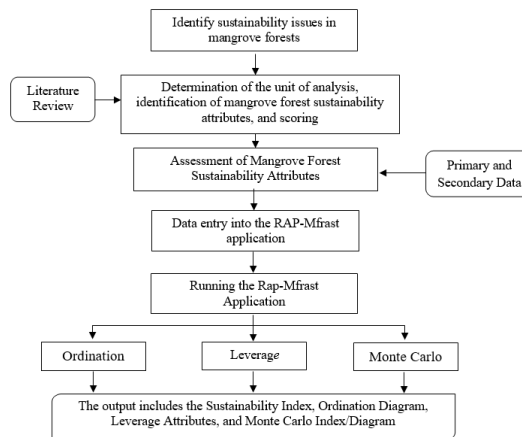 Identify sustainability issues in
mangrove forests
Literature
Review
Determination of the unit of analysis,
identification of mangrove forest sustainability
attributes, and scoring
Assessment of Mangrove Forest
Sustainability Attributes
Primary and
Secondary Data
Data entry into the RAP-Mfrast
application
Running the Rap-Mfrast
Application
Ordination
Leverage
Monte Carlo
The output includes the Sustainability Index, Ordination Diagram,
Leverage Attributes, and Monte Carlo Index/Diagram